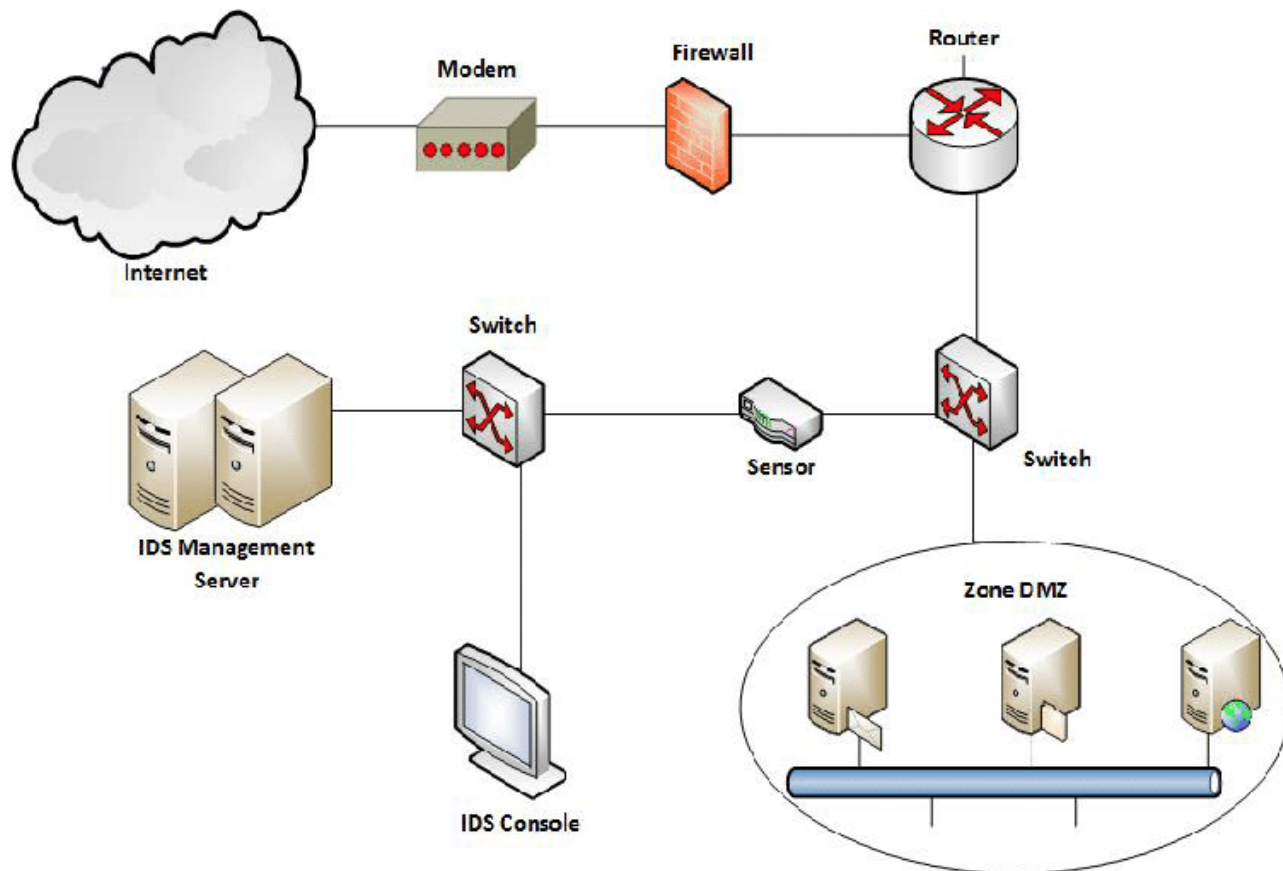 Router
Firewall
Modem
Internet
Switch
Switch
Sensor
IDS Management
Server
Zone DMZ
IDS Console